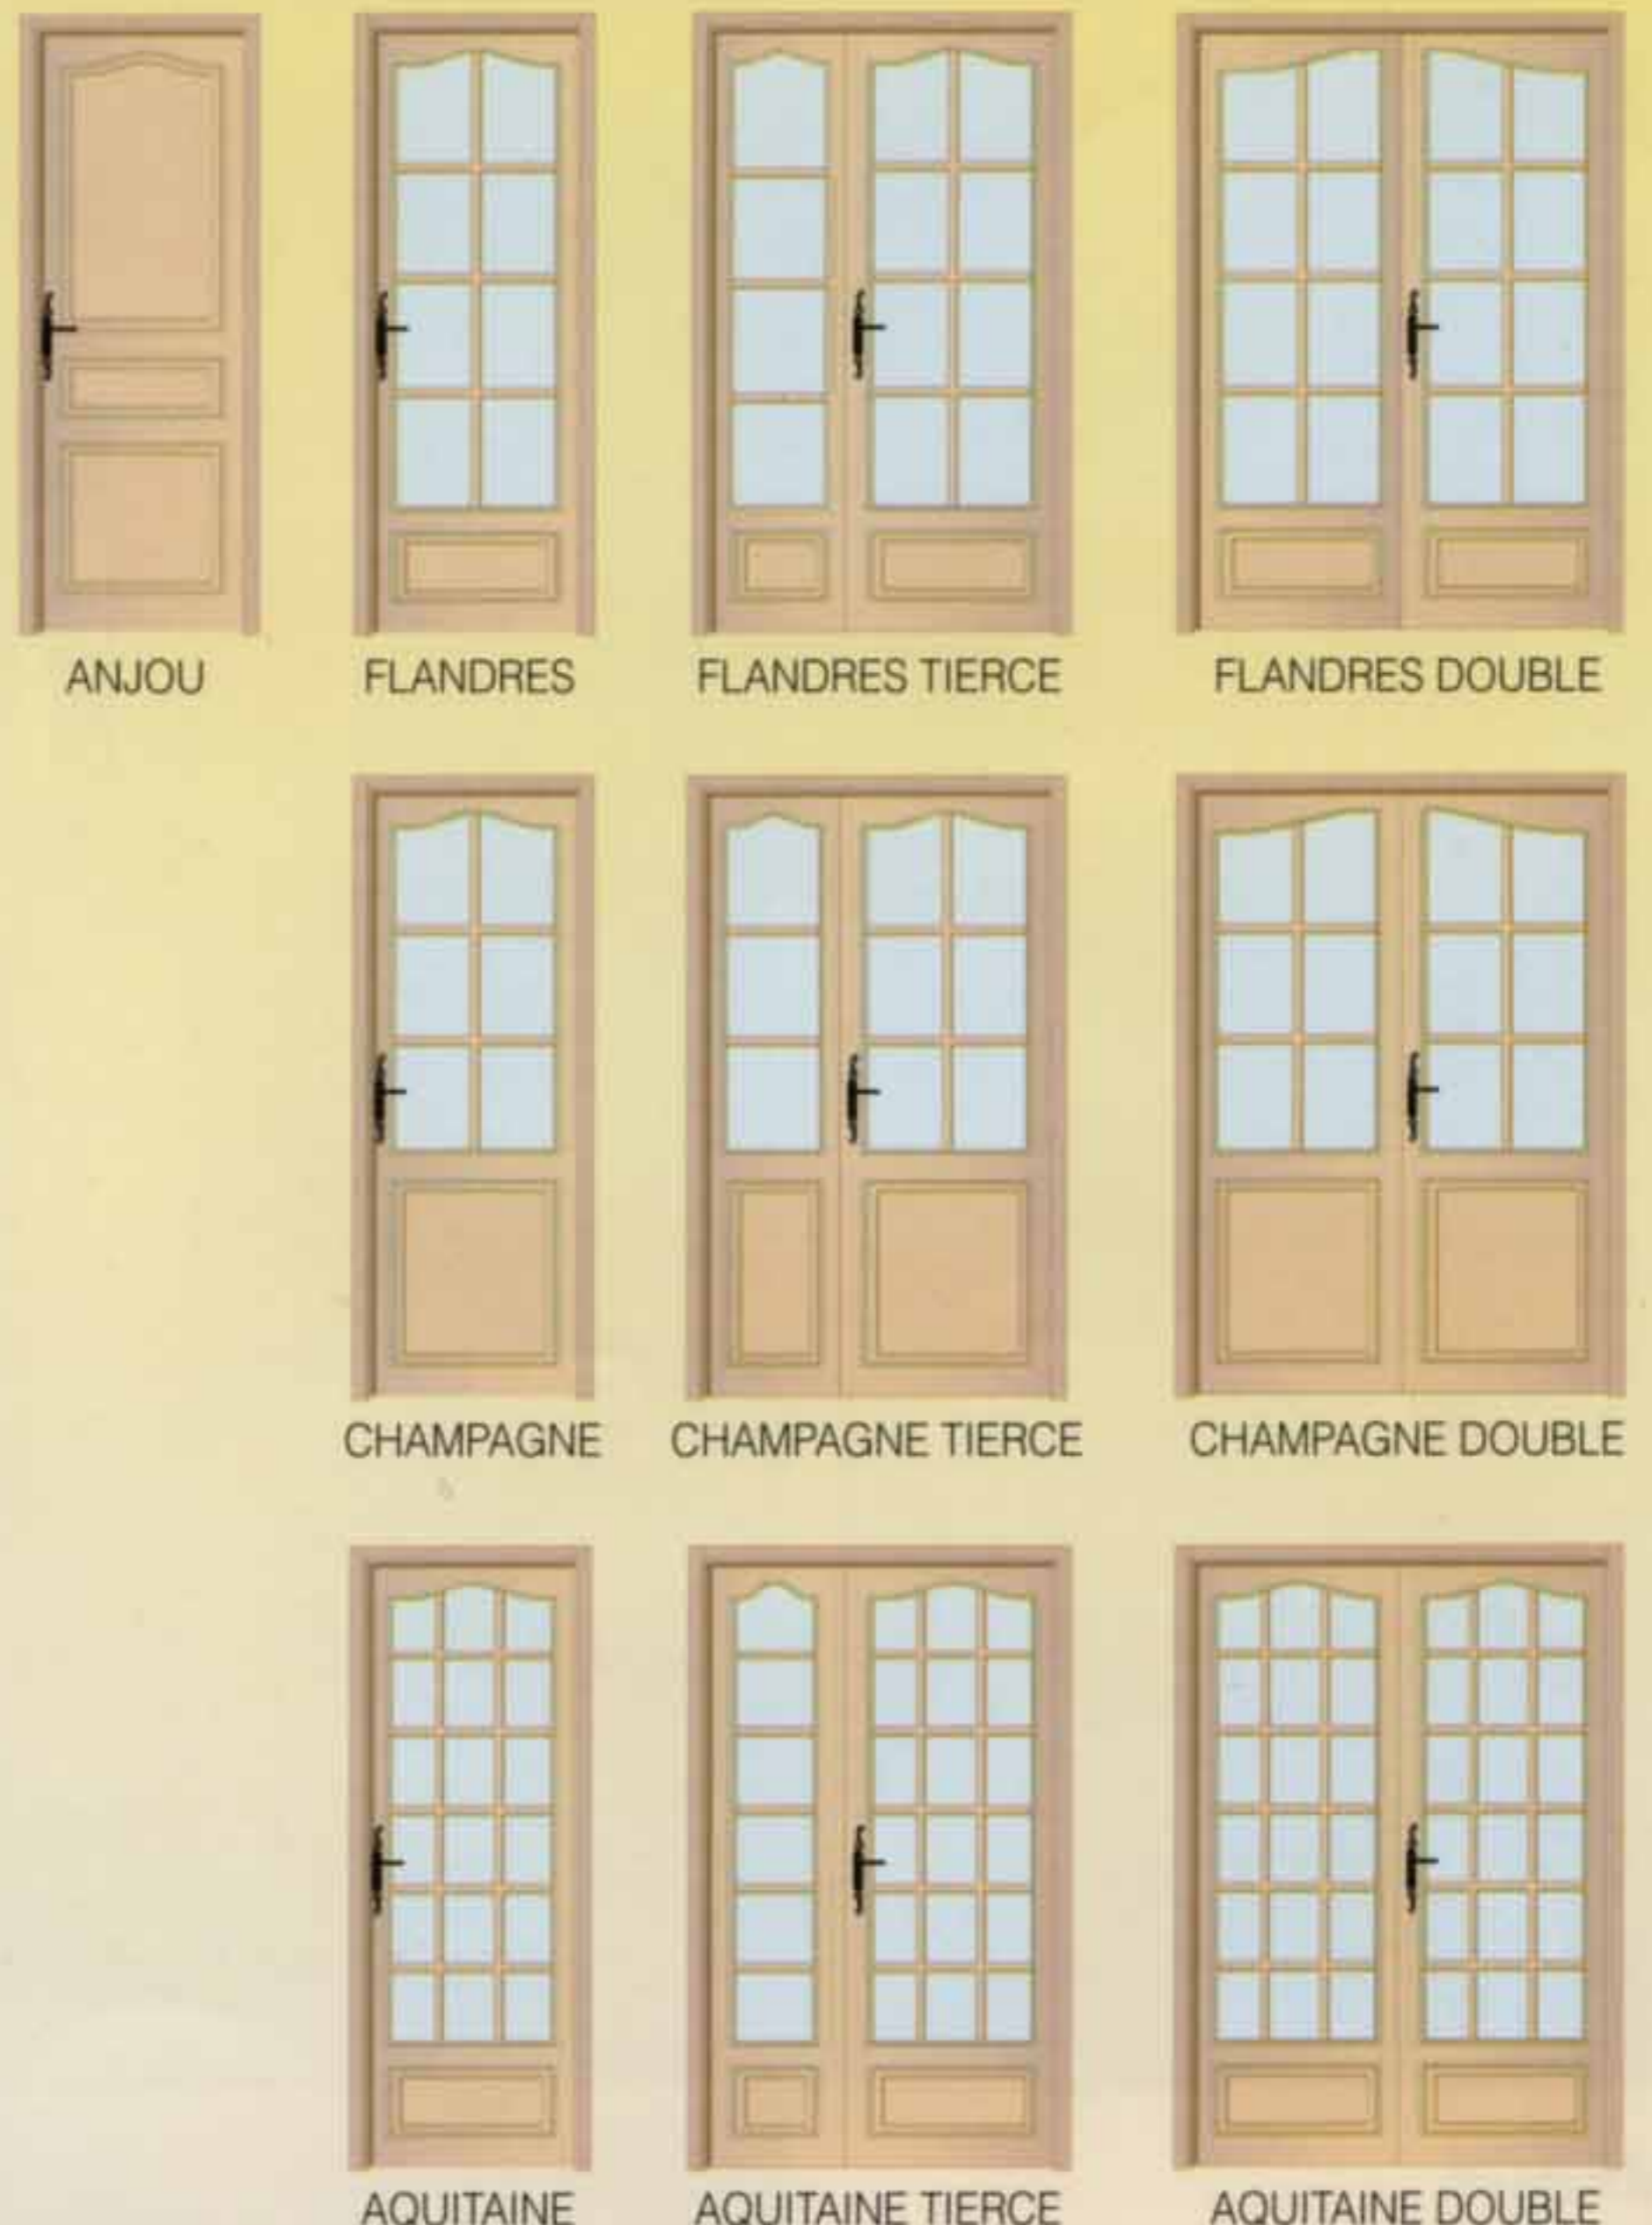 ANJOU
FLANDRES
FLANDRES TIERCE
FLANDRES DOUBLE
CHAMPAGNE
CHAMPAGNE TIERCE
CHAMPAGNE DOUBLE
AQUITAINE
AQUITAINE TIERCE
AQUITAINE DOUBLE